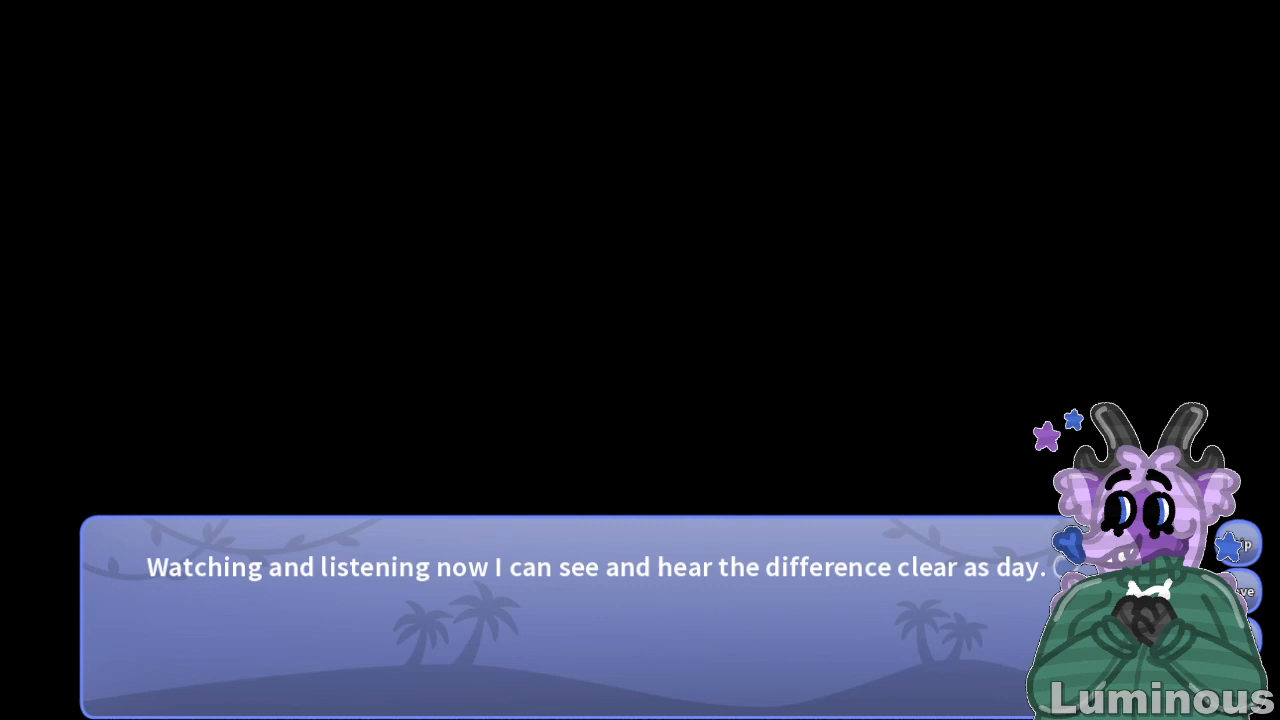 Watching and listening now I can see and hear the difference clear as day.
Luminous